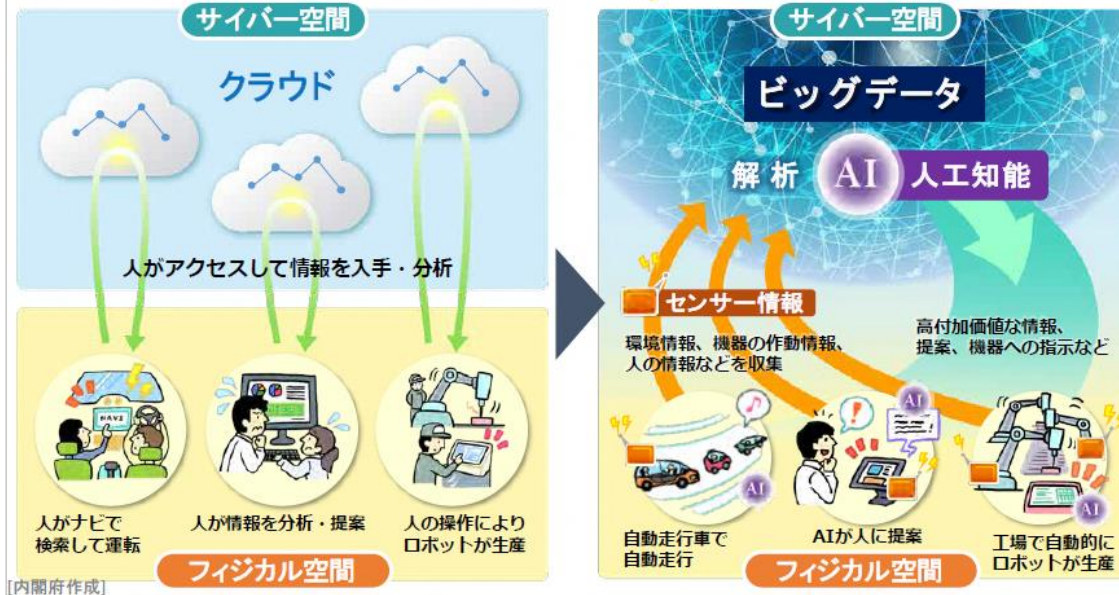 サイバー空間
クラウド
人がアクセスして情報を入手・分析
NAVI
人がナビで
検索して運転
人が情報を分析・提案
人の操作により
ロボットが生産
フィジカル空間
[内閣府作成]
サイバー空間
ビッグデータ
解析 AI 人工知能
センサー情報
環境情報、機器の作動情報、
人の情報などを収集
高付加価値な情報、
提案、機器への指示など
AI
自動走行車で
自動走行
AI
AIが人に提案
AI
工場で自動的に
ロボットが生産
フィジカル空間